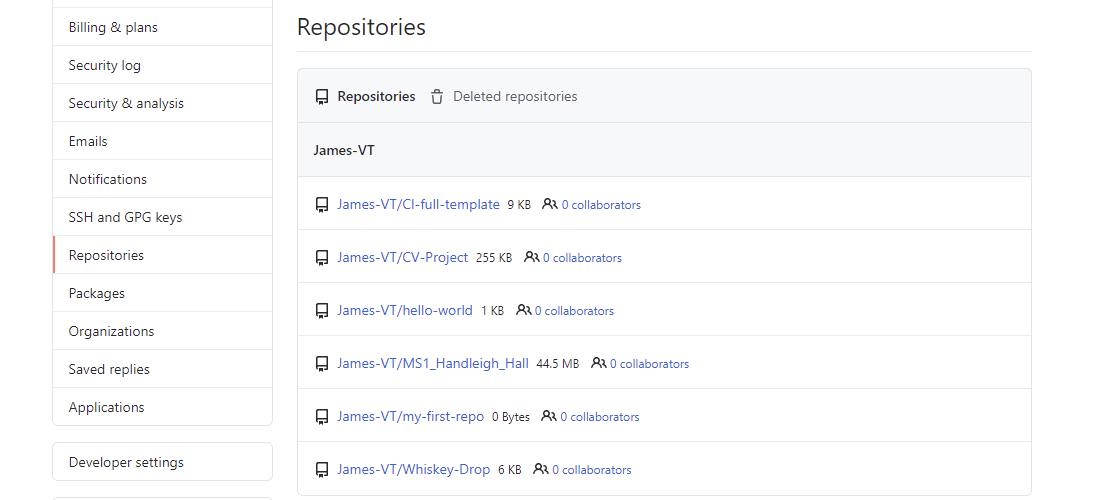 Billing & plans
Security log
Security & analysis
Emails
Notifications
SSH and GPG keys
Repositories
Packages
Organizations
Saved replies
Applications
Developer settings
Repositories
Repositories Deleted repositories
James-VT
James-VT/CI-full-template 9 KB 0 collaborators
James-VT/CV-Project 255 KB 0 collaborators
James-VT/hello-world 1 KB 0 collaborators
James-VT/MS1_Handleigh_Hall 44.5 MB 0 collaborators
James-VT/my-first-repo 0 Bytes 0 collaborators
James-VT/Whiskey-Drop 6 KB 0 collaborators